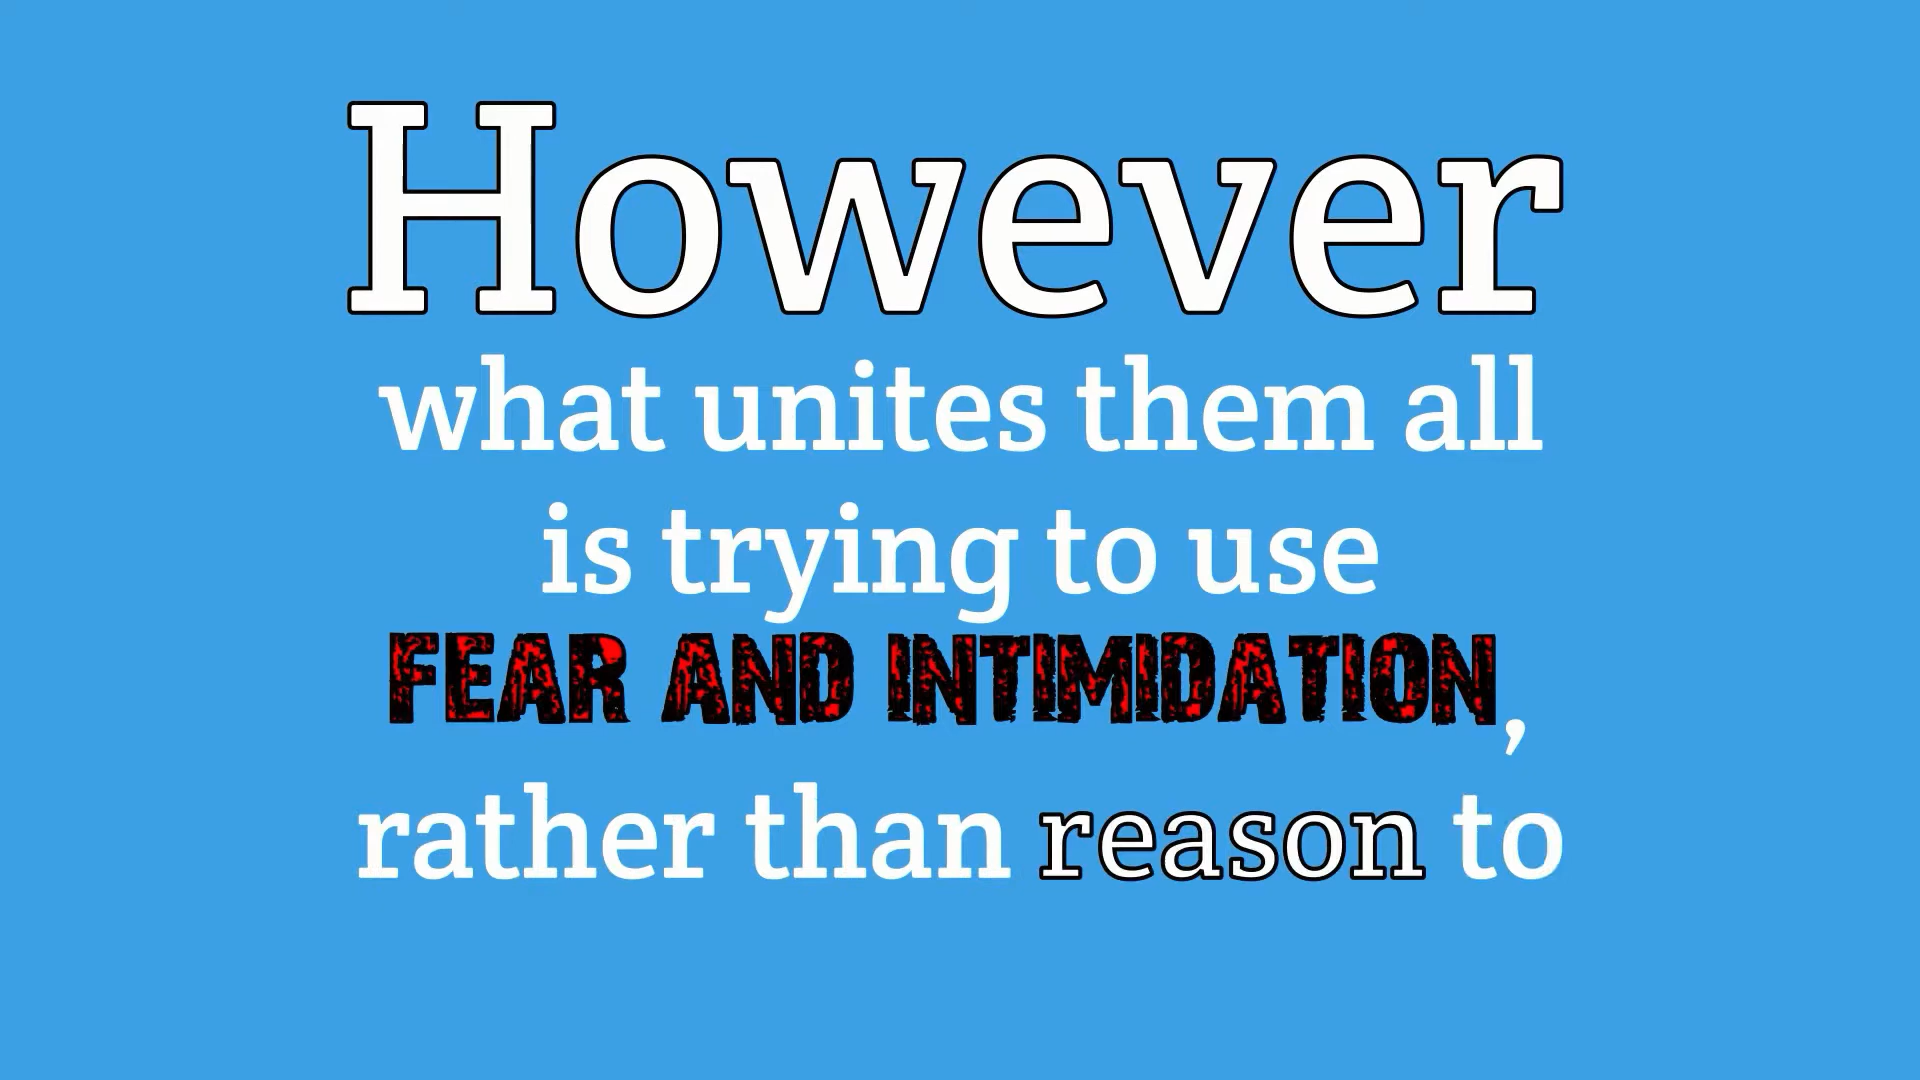 However
what unites them all
is trying to use
FEAR AND INTIMIDATION,
rather than reason to